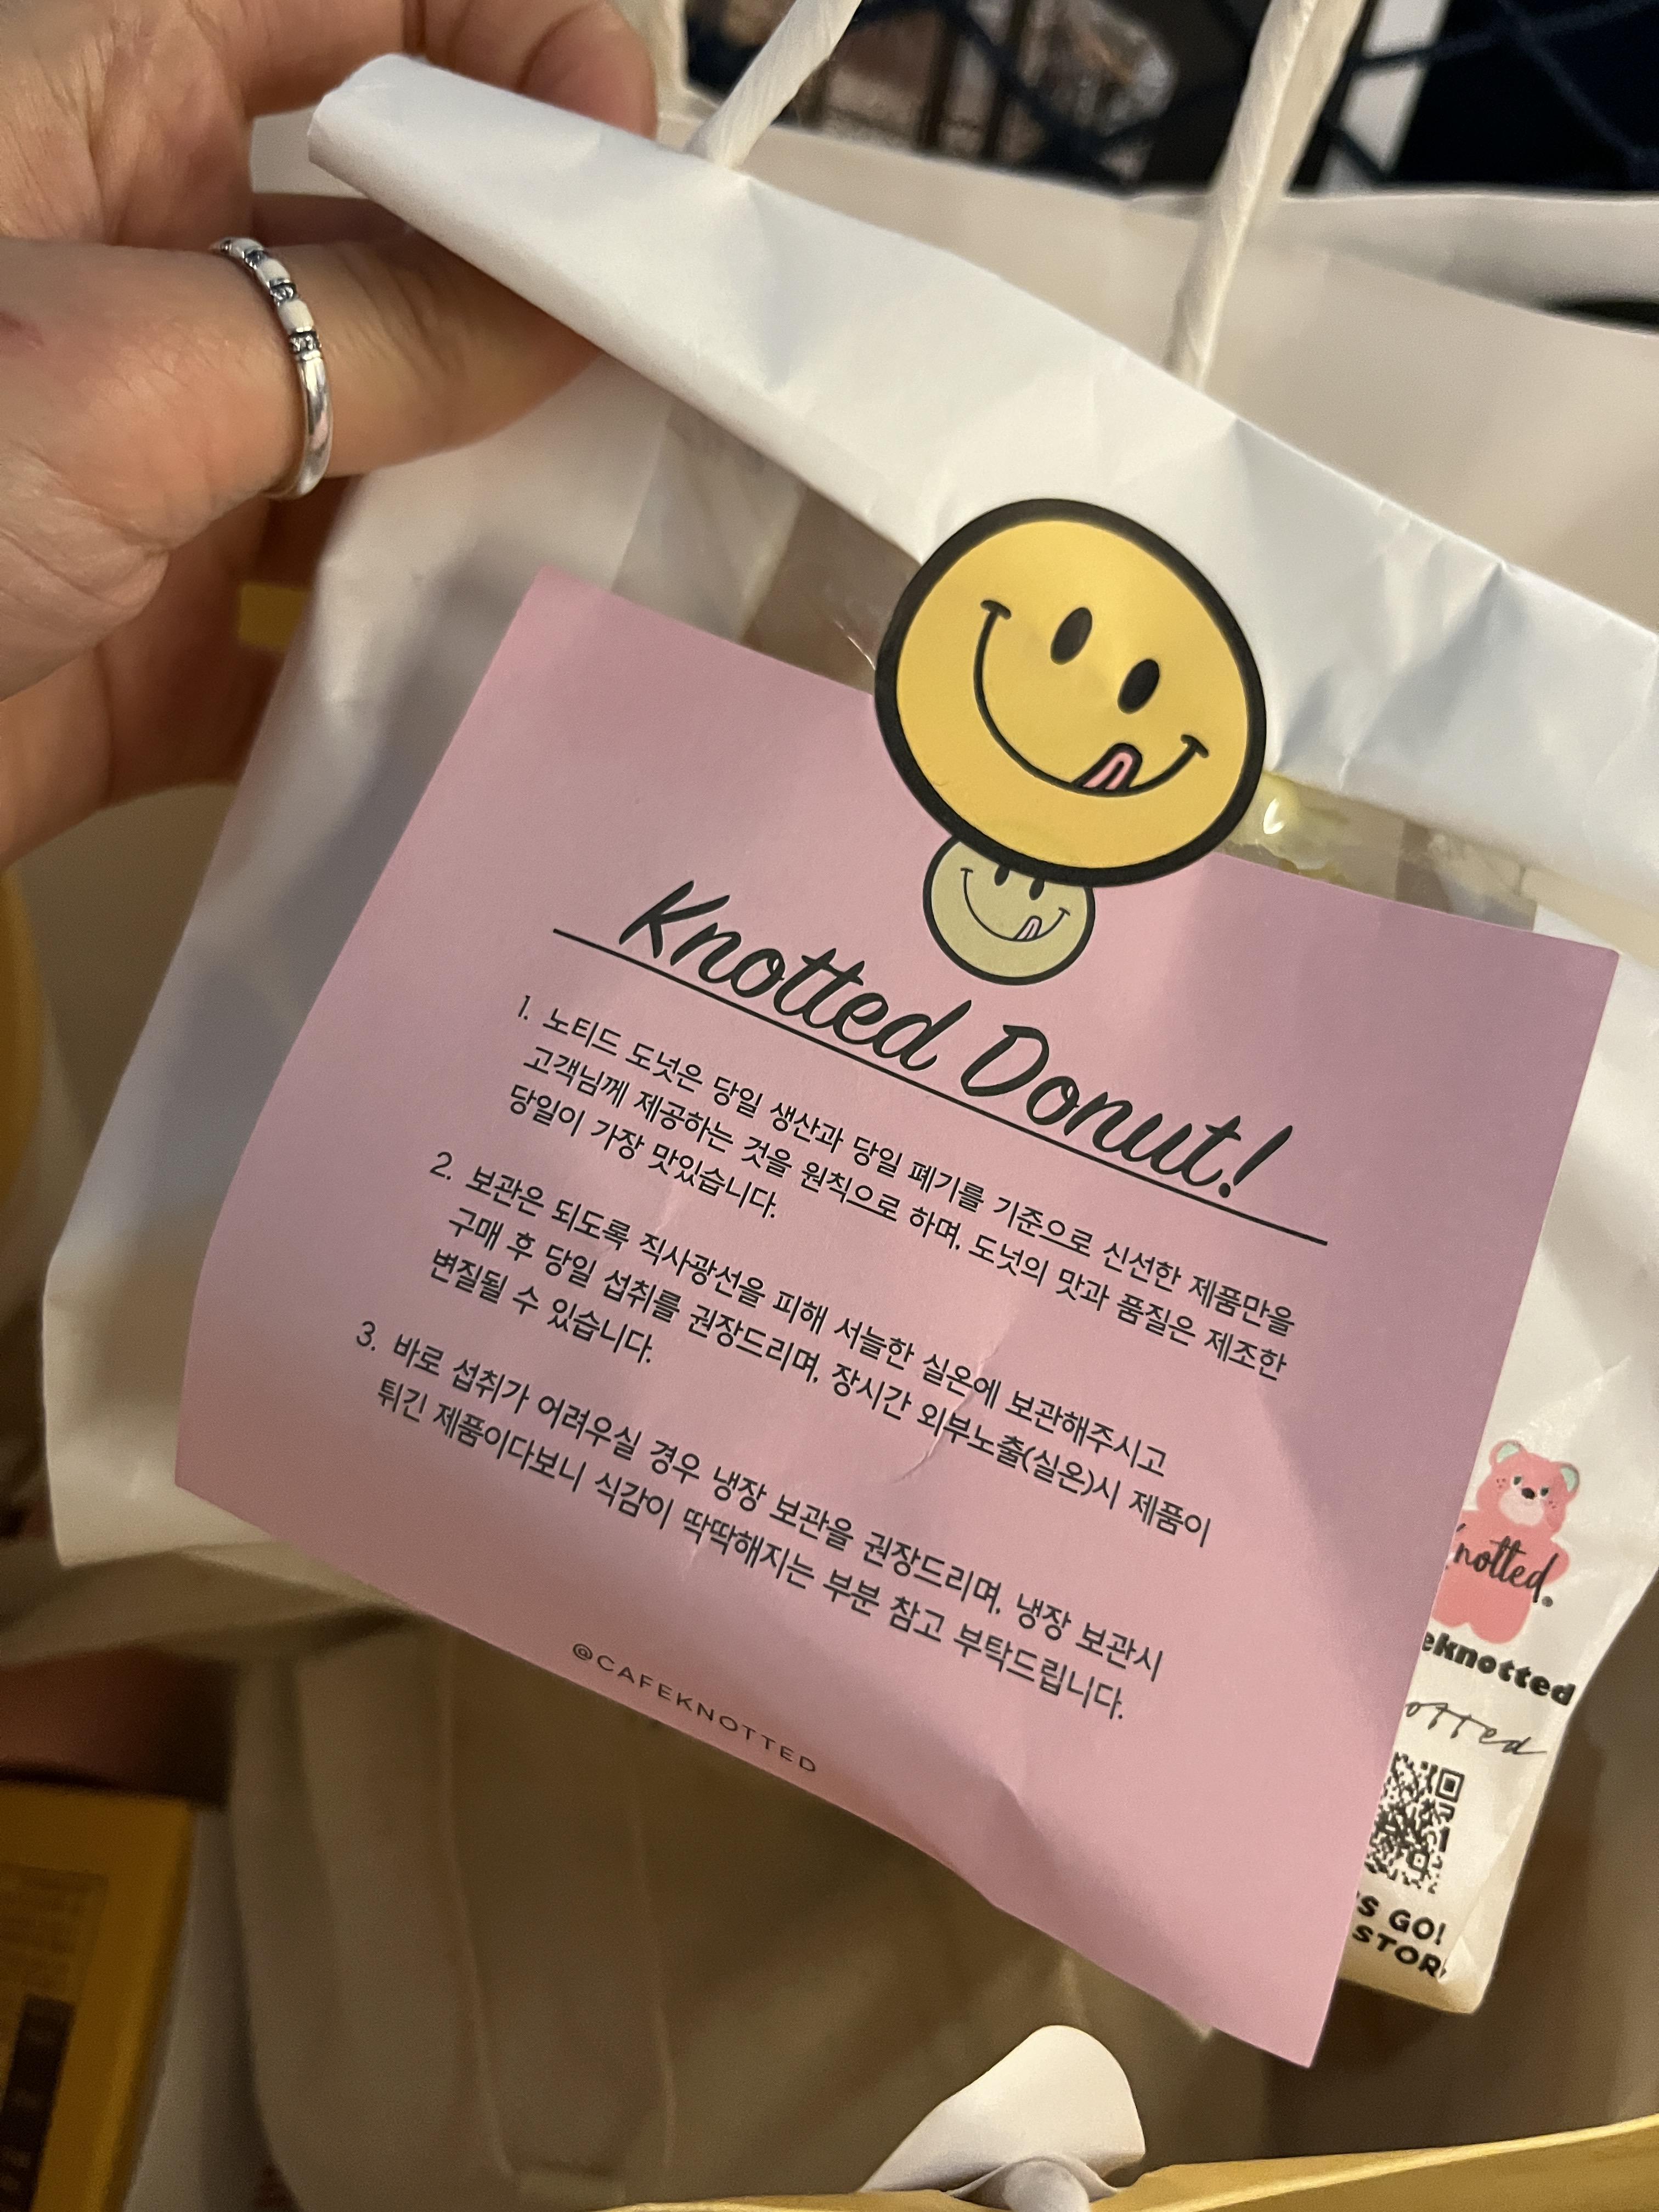 Knotted Donut!
1. 노티드 도넛은 당일 생산과 당일 폐기를 기준으로 신선한 제품만을
고객님께 제공하는 것을 원칙으로 하며, 도넛의 맛과 품질은 제조한
당일이 가장 맛있습니다.
2. 보관은 되도록 직사광선을 피해 서늘한 실온에 보관해주시고
구매 후 당일 섭취를 권장드리며, 장시간 외부노출(실온)시 제품이
변질될 수 있습니다.
3. 바로 섭취가 어려우실 경우 냉장 보관을 권장드리며, 냉장 보관시
튀긴 제품이다보니 식감이 딱딱해지는 부분 참고 부탁드립니다.
@CAFEKNOTTED
Knotted.
eknotted
otted
S GO!
STOR